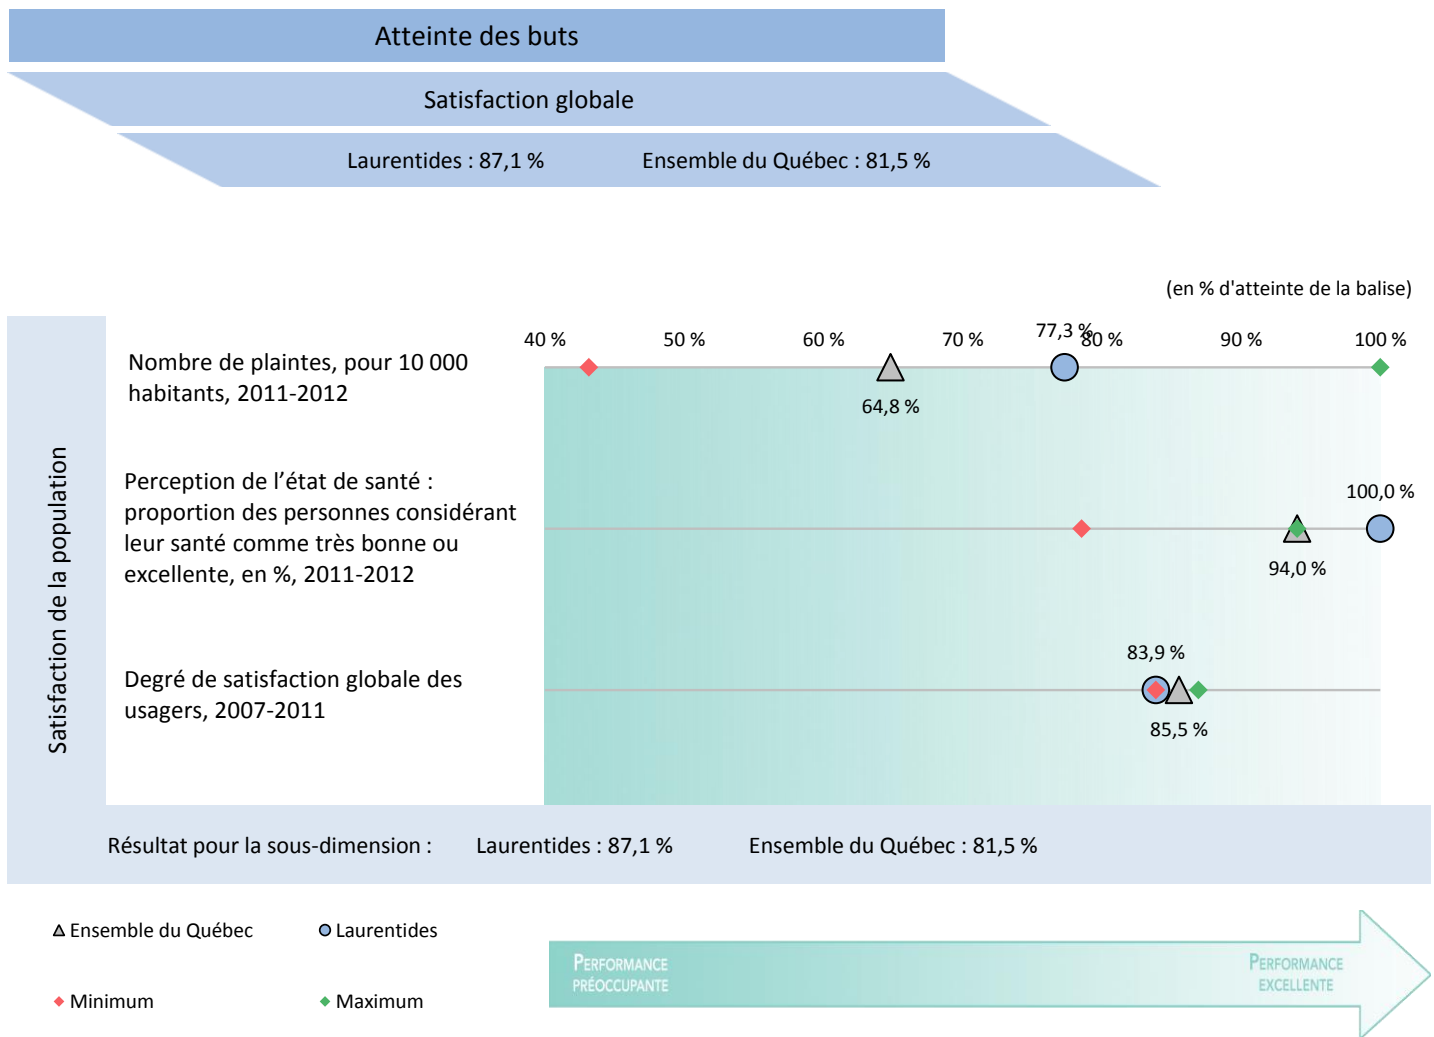 Atteinte des buts
Satisfaction globale
Laurentides : 87,1 % Ensemble du Québec : 81,5 %
(en % d'atteinte de la balise)
40 % 50 % 60 % 70 % 80 % 90 % 100 %
77,3 %
Nombre de plaintes, pour 10 000
habitants, 2011-2012
64,8 %
Satisfaction de la population
Perception de l’état de santé :
proportion des personnes considérant
leur santé comme très bonne ou
excellente, en %, 2011-2012
100,0 %
94,0 %
Degré de satisfaction globale des
usagers, 2007-2011
83,9 %
85,5 %
Résultat pour la sous-dimension : Laurentides : 87,1 % Ensemble du Québec : 81,5 %
Ensemble du Québec Laurentides
Minimum Maximum
PERFORMANCE
PRÉOCCUPANTE
PERFORMANCE
EXCELLENTE